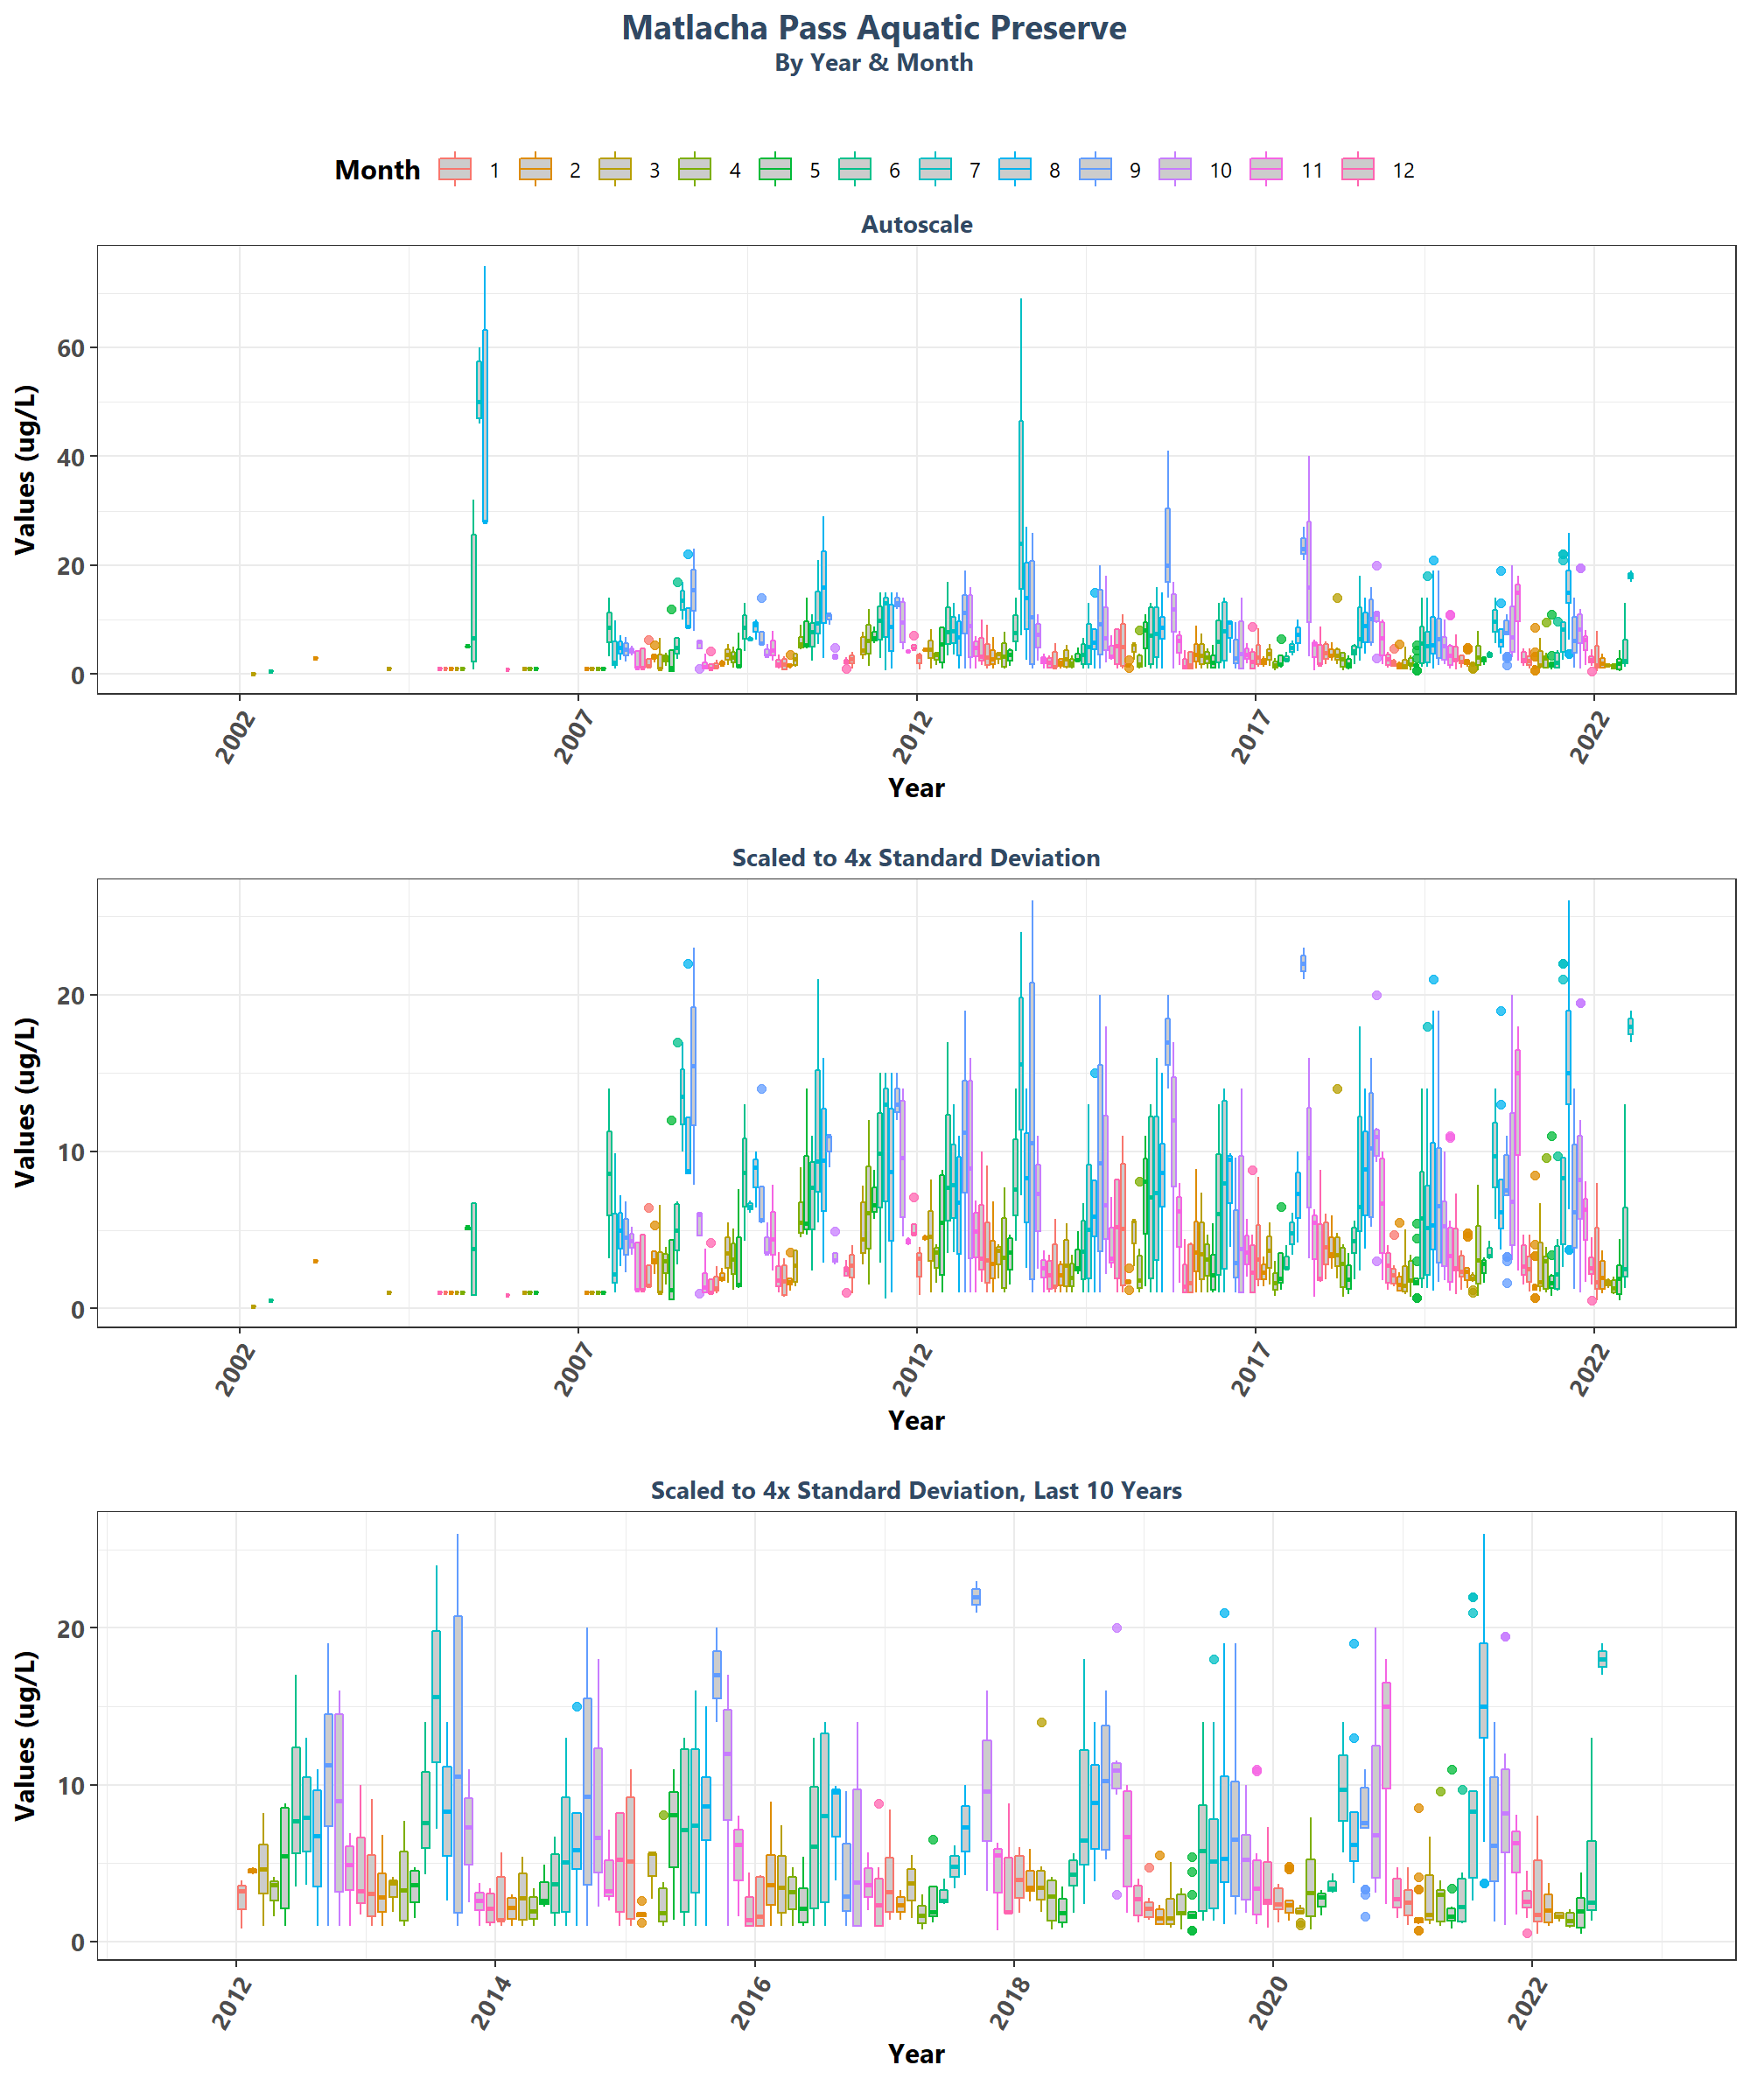 Matlacha Pass Aquatic Preserve
By Year & Month
Month 1 2 3 4 5 6 7 8 9 10 11 12
Autoscale
Values (ug/L)
60
40
20
0
2002 2007 2012 2017 2022
Year
Scaled to 4x Standard Deviation
Values (ug/L)
20
10
0
2002 2007 2012 2017 2022
Year
Scaled to 4x Standard Deviation, Last 10 Years
Values (ug/L)
20
10
0
2012 2014 2016 2018 2020 2022
Year